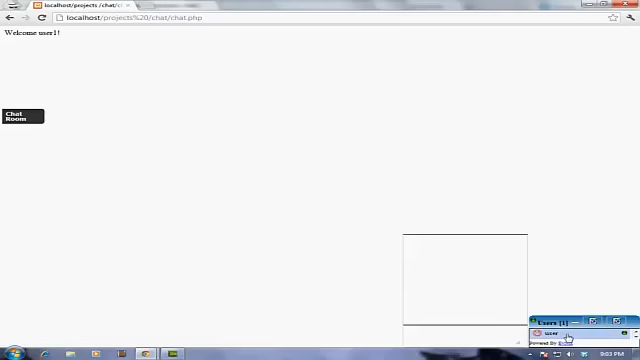 localhost/projects /chat/c
localhost/projects%20/chat/chat.php
Welcome user1!
Chat
Room
Users [1]
user
Powered By
9:03 PM